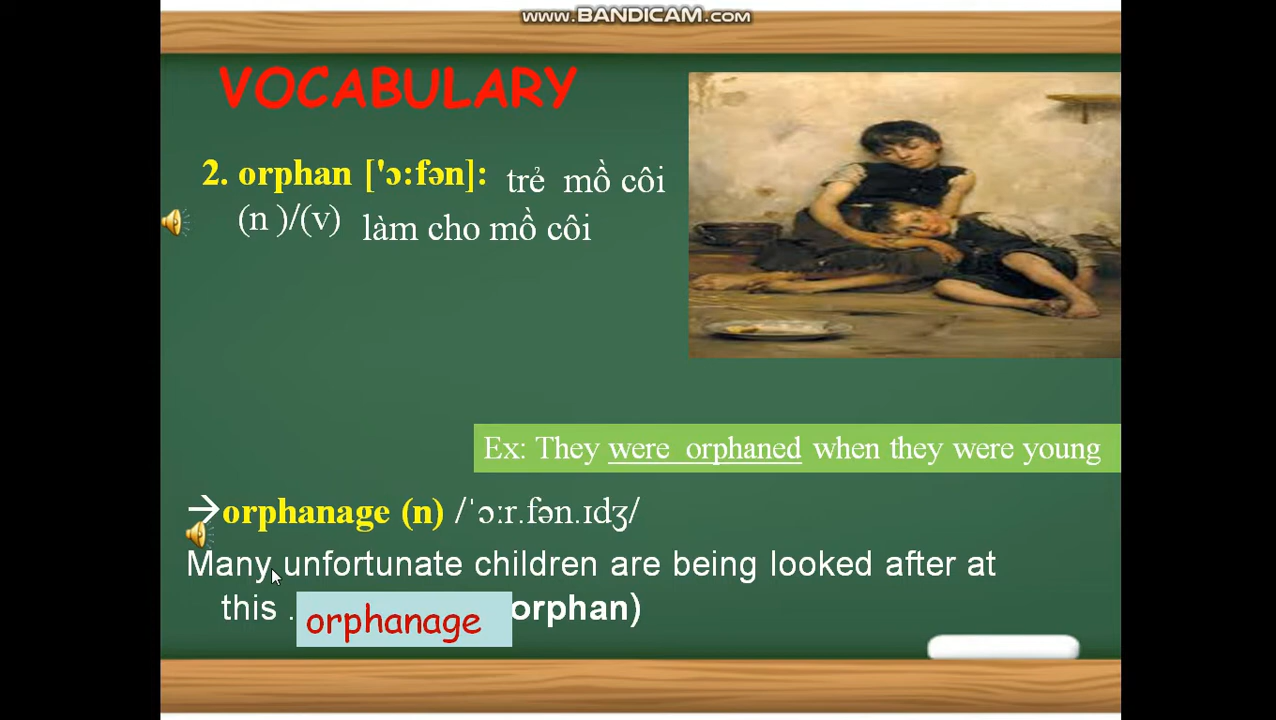 www.BANDICAM.com
VOCABULARY
2. orphan ['ɔ:fən]: trẻ mồ côi
(n )/(v) làm cho mồ côi
Ex: They were orphaned when they were young
→orphanage (n) /ˈɔːr.fən.ɪdʒ/
Many unfortunate children are being looked after at
this . orphanage orphan)